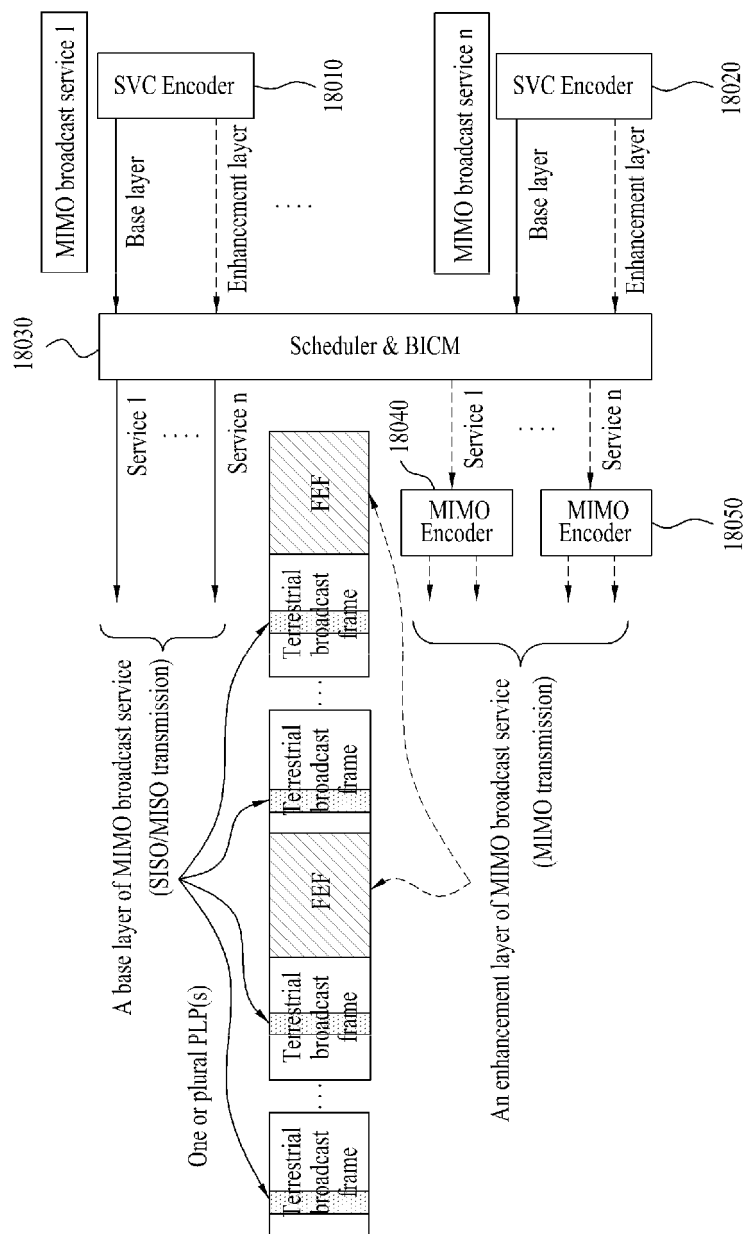 MIMO broadcast service 1
SVC Encoder
18010
Base layer
Enhancement layer
. . . .
MIMO broadcast service n
SVC Encoder
18020
Base layer
Enhancement layer
18030
Scheduler & BICM
Service 1
. . . .
Service n
18040
Service 1
. . . .
Service n
MIMO
Encoder
MIMO
Encoder
18050
A base layer of MIMO broadcast service
(SISO/MISO transmission)
One or plural PLP(s)
Terrestrial
broadcast
frame
. . . .
Terrestrial
broadcast
frame
FEF
Terrestrial
broadcast
frame
. . .
Terrestrial
broadcast
frame
FEF
An enhancement layer of MIMO broadcast service
(MIMO transmission)